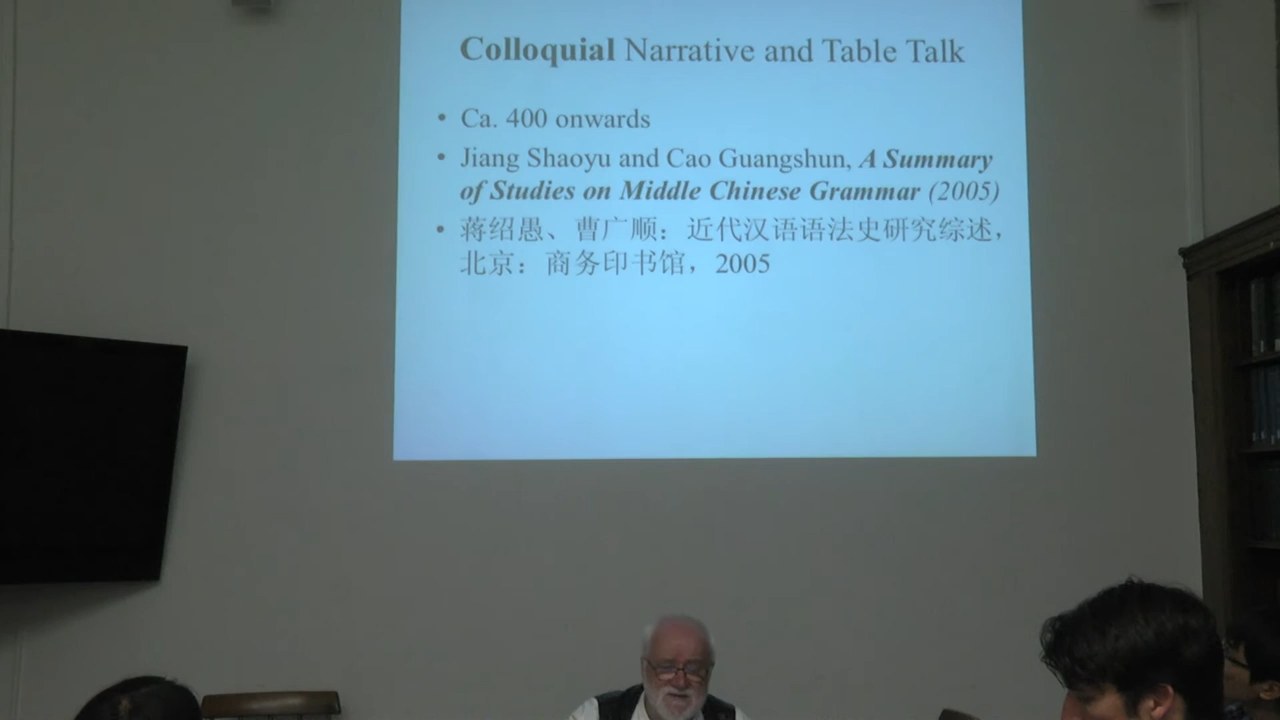 Colloquial Narrative and Table Talk
• Ca. 400 onwards
• Jiang Shaoyu and Cao Guangshun, A Summary
of Studies on Middle Chinese Grammar (2005)
• 蒋绍愚、曹广顺：近代汉语语法史研究综述，
北京：商务印书馆，2005